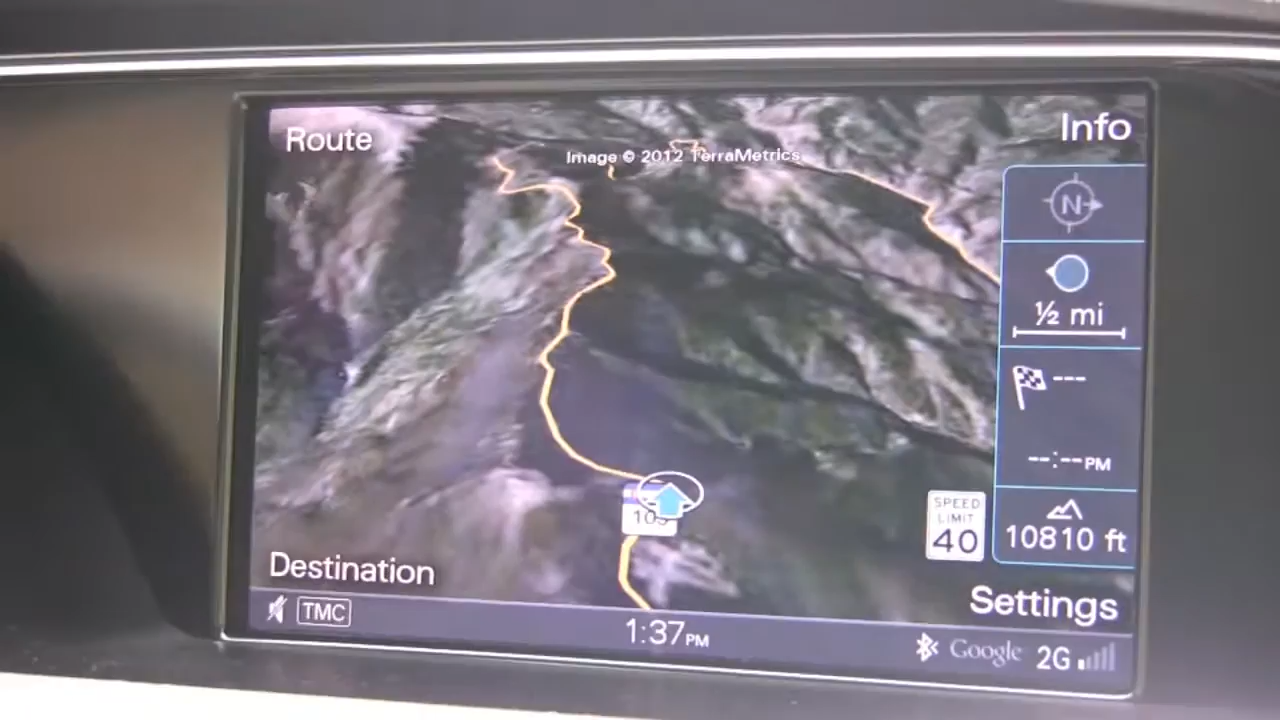 Route
Info
Image © 2012 TerraMetrics
N
½ mi
---
--:--PM
SPEED
LIMIT
40
10810 ft
Destination
Settings
TMC
1:37PM
Google
2G